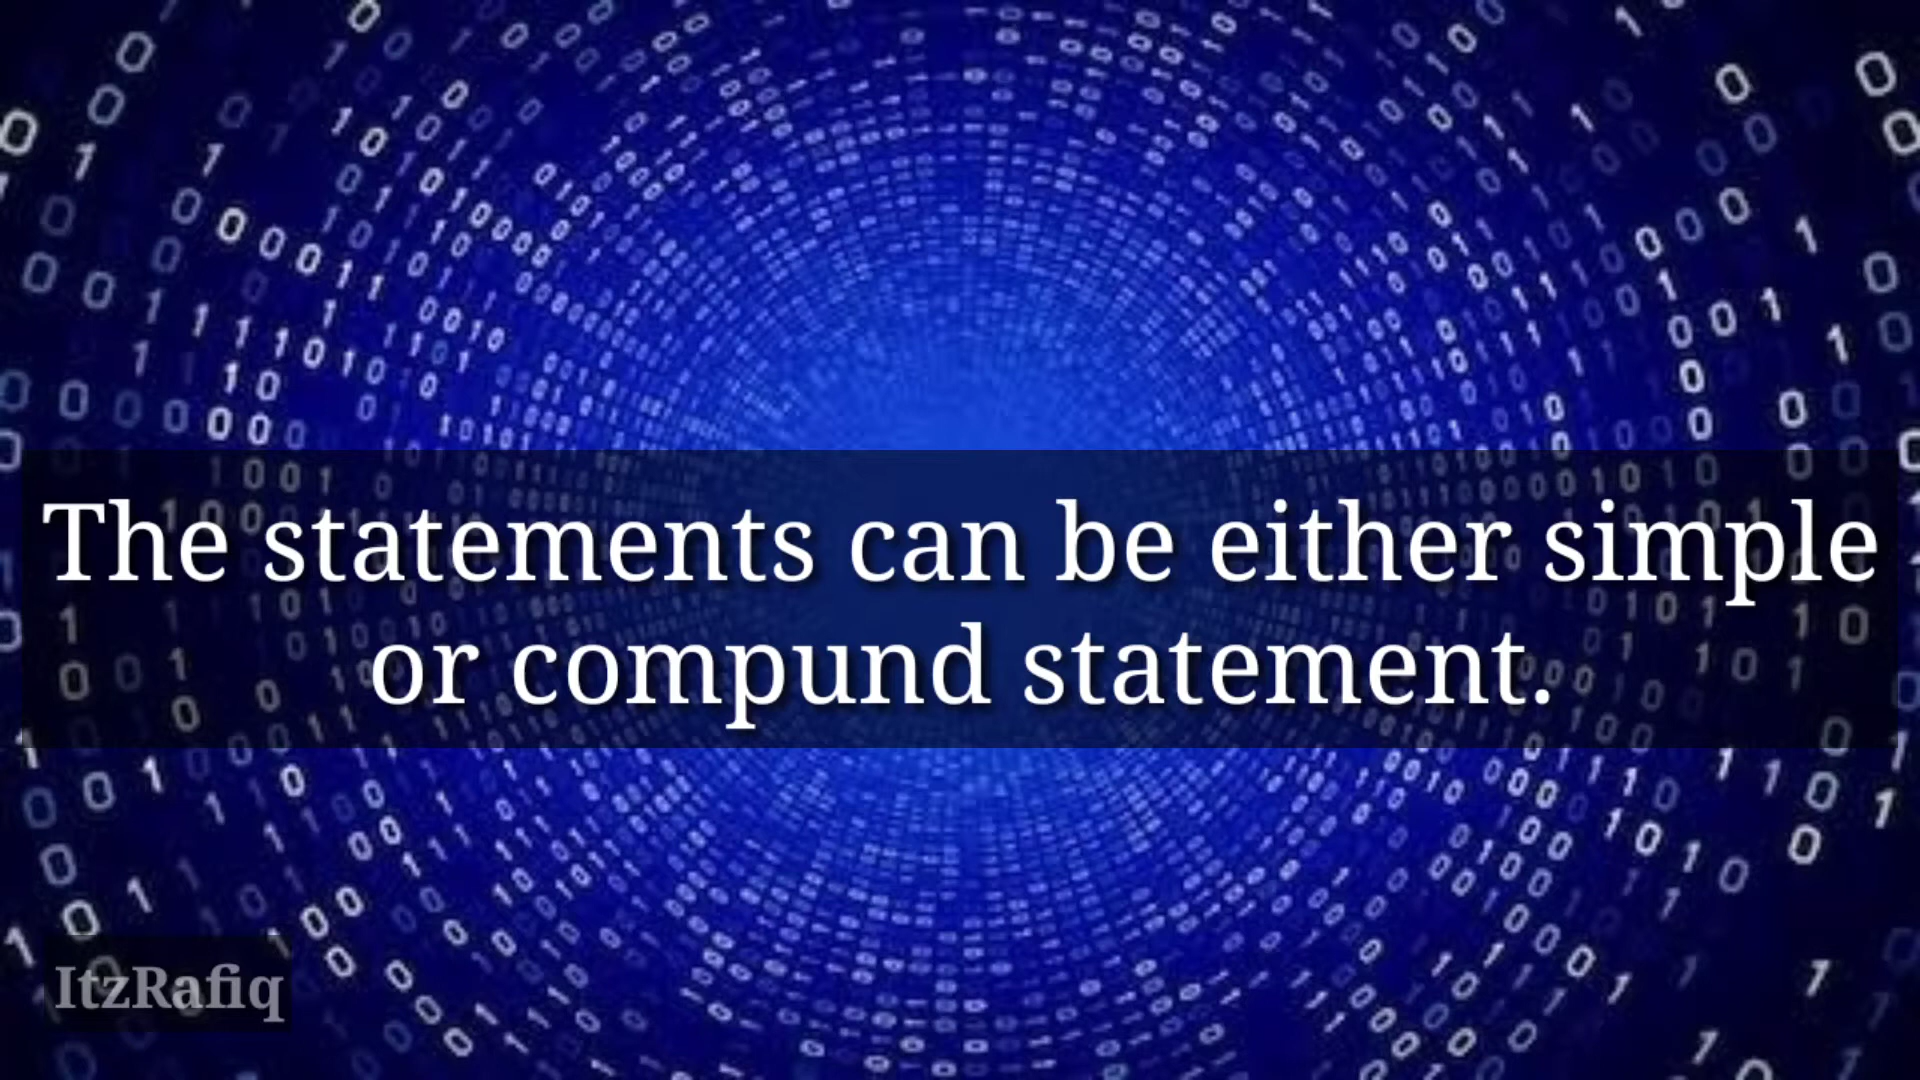 The statements can be either simple
or compund statement.
ItzRafiq